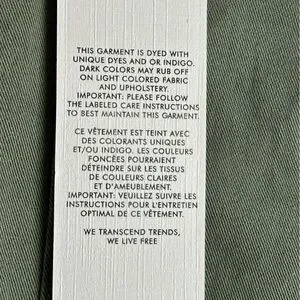 THIS GARMENT IS DYED WITH
UNIQUE DYES AND OR INDIGO.
DARK COLORS MAY RUB OFF
ON LIGHT COLORED FABRIC
AND UPHOLSTERY.
IMPORTANT: PLEASE FOLLOW
THE LABELED CARE INSTRUCTIONS
TO BEST MAINTAIN THIS GARMENT.
CE VÊTEMENT EST TEINT AVEC
DES COLORANTS UNIQUES
ET/OU INDIGO. LES COULEURS
FONCÉES POURRAIENT
DÉTEINDRE SUR LES TISSUS
DE COULEURS CLAIRES
ET D'AMEUBLEMENT.
IMPORTANT: VEUILLEZ SUIVRE LES
INSTRUCTIONS POUR L'ENTRETIEN
OPTIMAL DE CE VÊTEMENT.
WE TRANSCEND TRENDS,
WE LIVE FREE